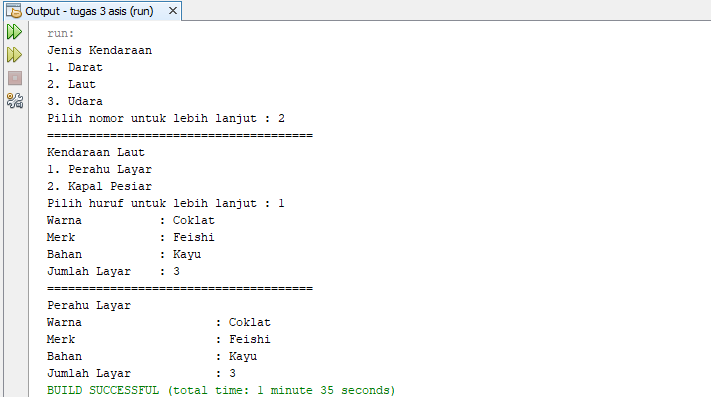 Output - tugas 3 asis (run)
run:
Jenis Kendaraan
1. Darat
2. Laut
3. Udara
Pilih nomor untuk lebih lanjut : 2
======================================
Kendaraan Laut
1. Perahu Layar
2. Kapal Pesiar
Pilih huruf untuk lebih lanjut : 1
Warna           : Coklat
Merk            : Feishi
Bahan           : Kayu
Jumlah Layar    : 3
======================================
Perahu Layar
Warna                   : Coklat
Merk                    : Feishi
Bahan                   : Kayu
Jumlah Layar            : 3
BUILD SUCCESSFUL (total time: 1 minute 35 seconds)